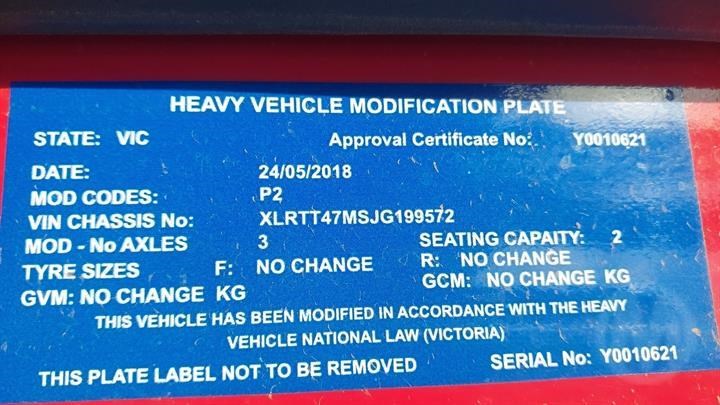 HEAVY VEHICLE MODIFICATION PLATE
STATE: VIC Approval Certificate No: Y0010621
DATE: 24/05/2018
MOD CODES: P2
VIN CHASSIS No: XLRTT47MSJG199572
MOD - No AXLES 3 SEATING CAPAITY: 2
TYRE SIZES F: NO CHANGE R: NO CHANGE
GVM: NO CHANGE KG GCM: NO CHANGE KG
THIS VEHICLE HAS BEEN MODIFIED IN ACCORDANCE WITH THE HEAVY
VEHICLE NATIONAL LAW (VICTORIA)
THIS PLATE LABEL NOT TO BE REMOVED SERIAL No: Y0010621